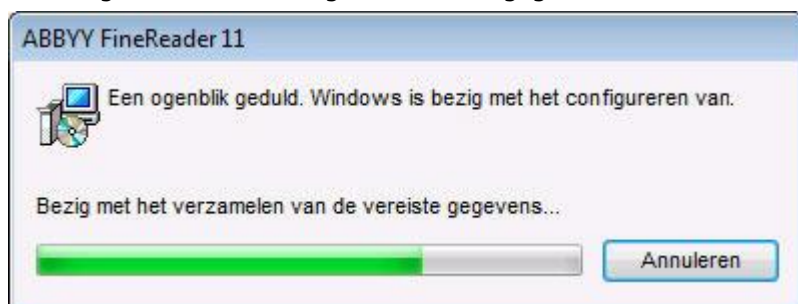 ABBYY FineReader 11
Een ogenblik geduld. Windows is bezig met het configureren van.
Bezig met het verzamelen van de vereiste gegevens...
Annuleren